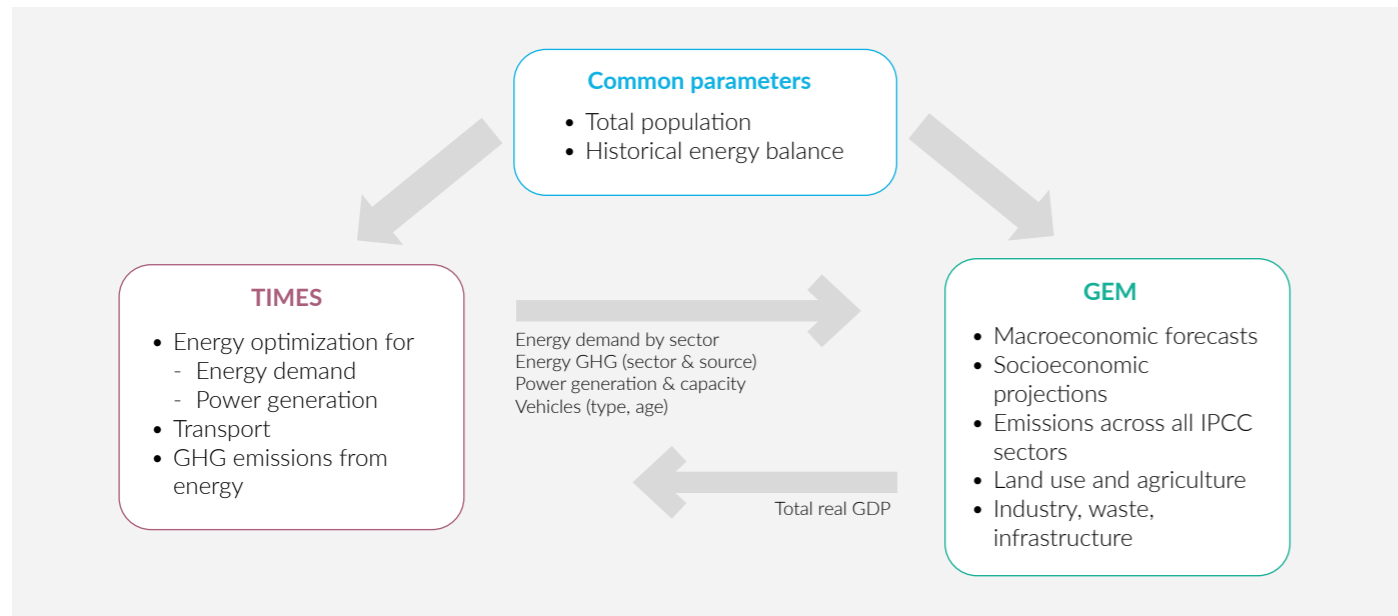 Common parameters
• Total population
• Historical energy balance
TIMES
• Energy optimization for
- Energy demand
- Power generation
• Transport
• GHG emissions from
energy
Energy demand by sector
Energy GHG (sector & source)
Power generation & capacity
Vehicles (type, age)
Total real GDP
GEM
• Macroeconomic forecasts
• Socioeconomic
projections
• Emissions across all IPCC
sectors
• Land use and agriculture
• Industry, waste,
infrastructure